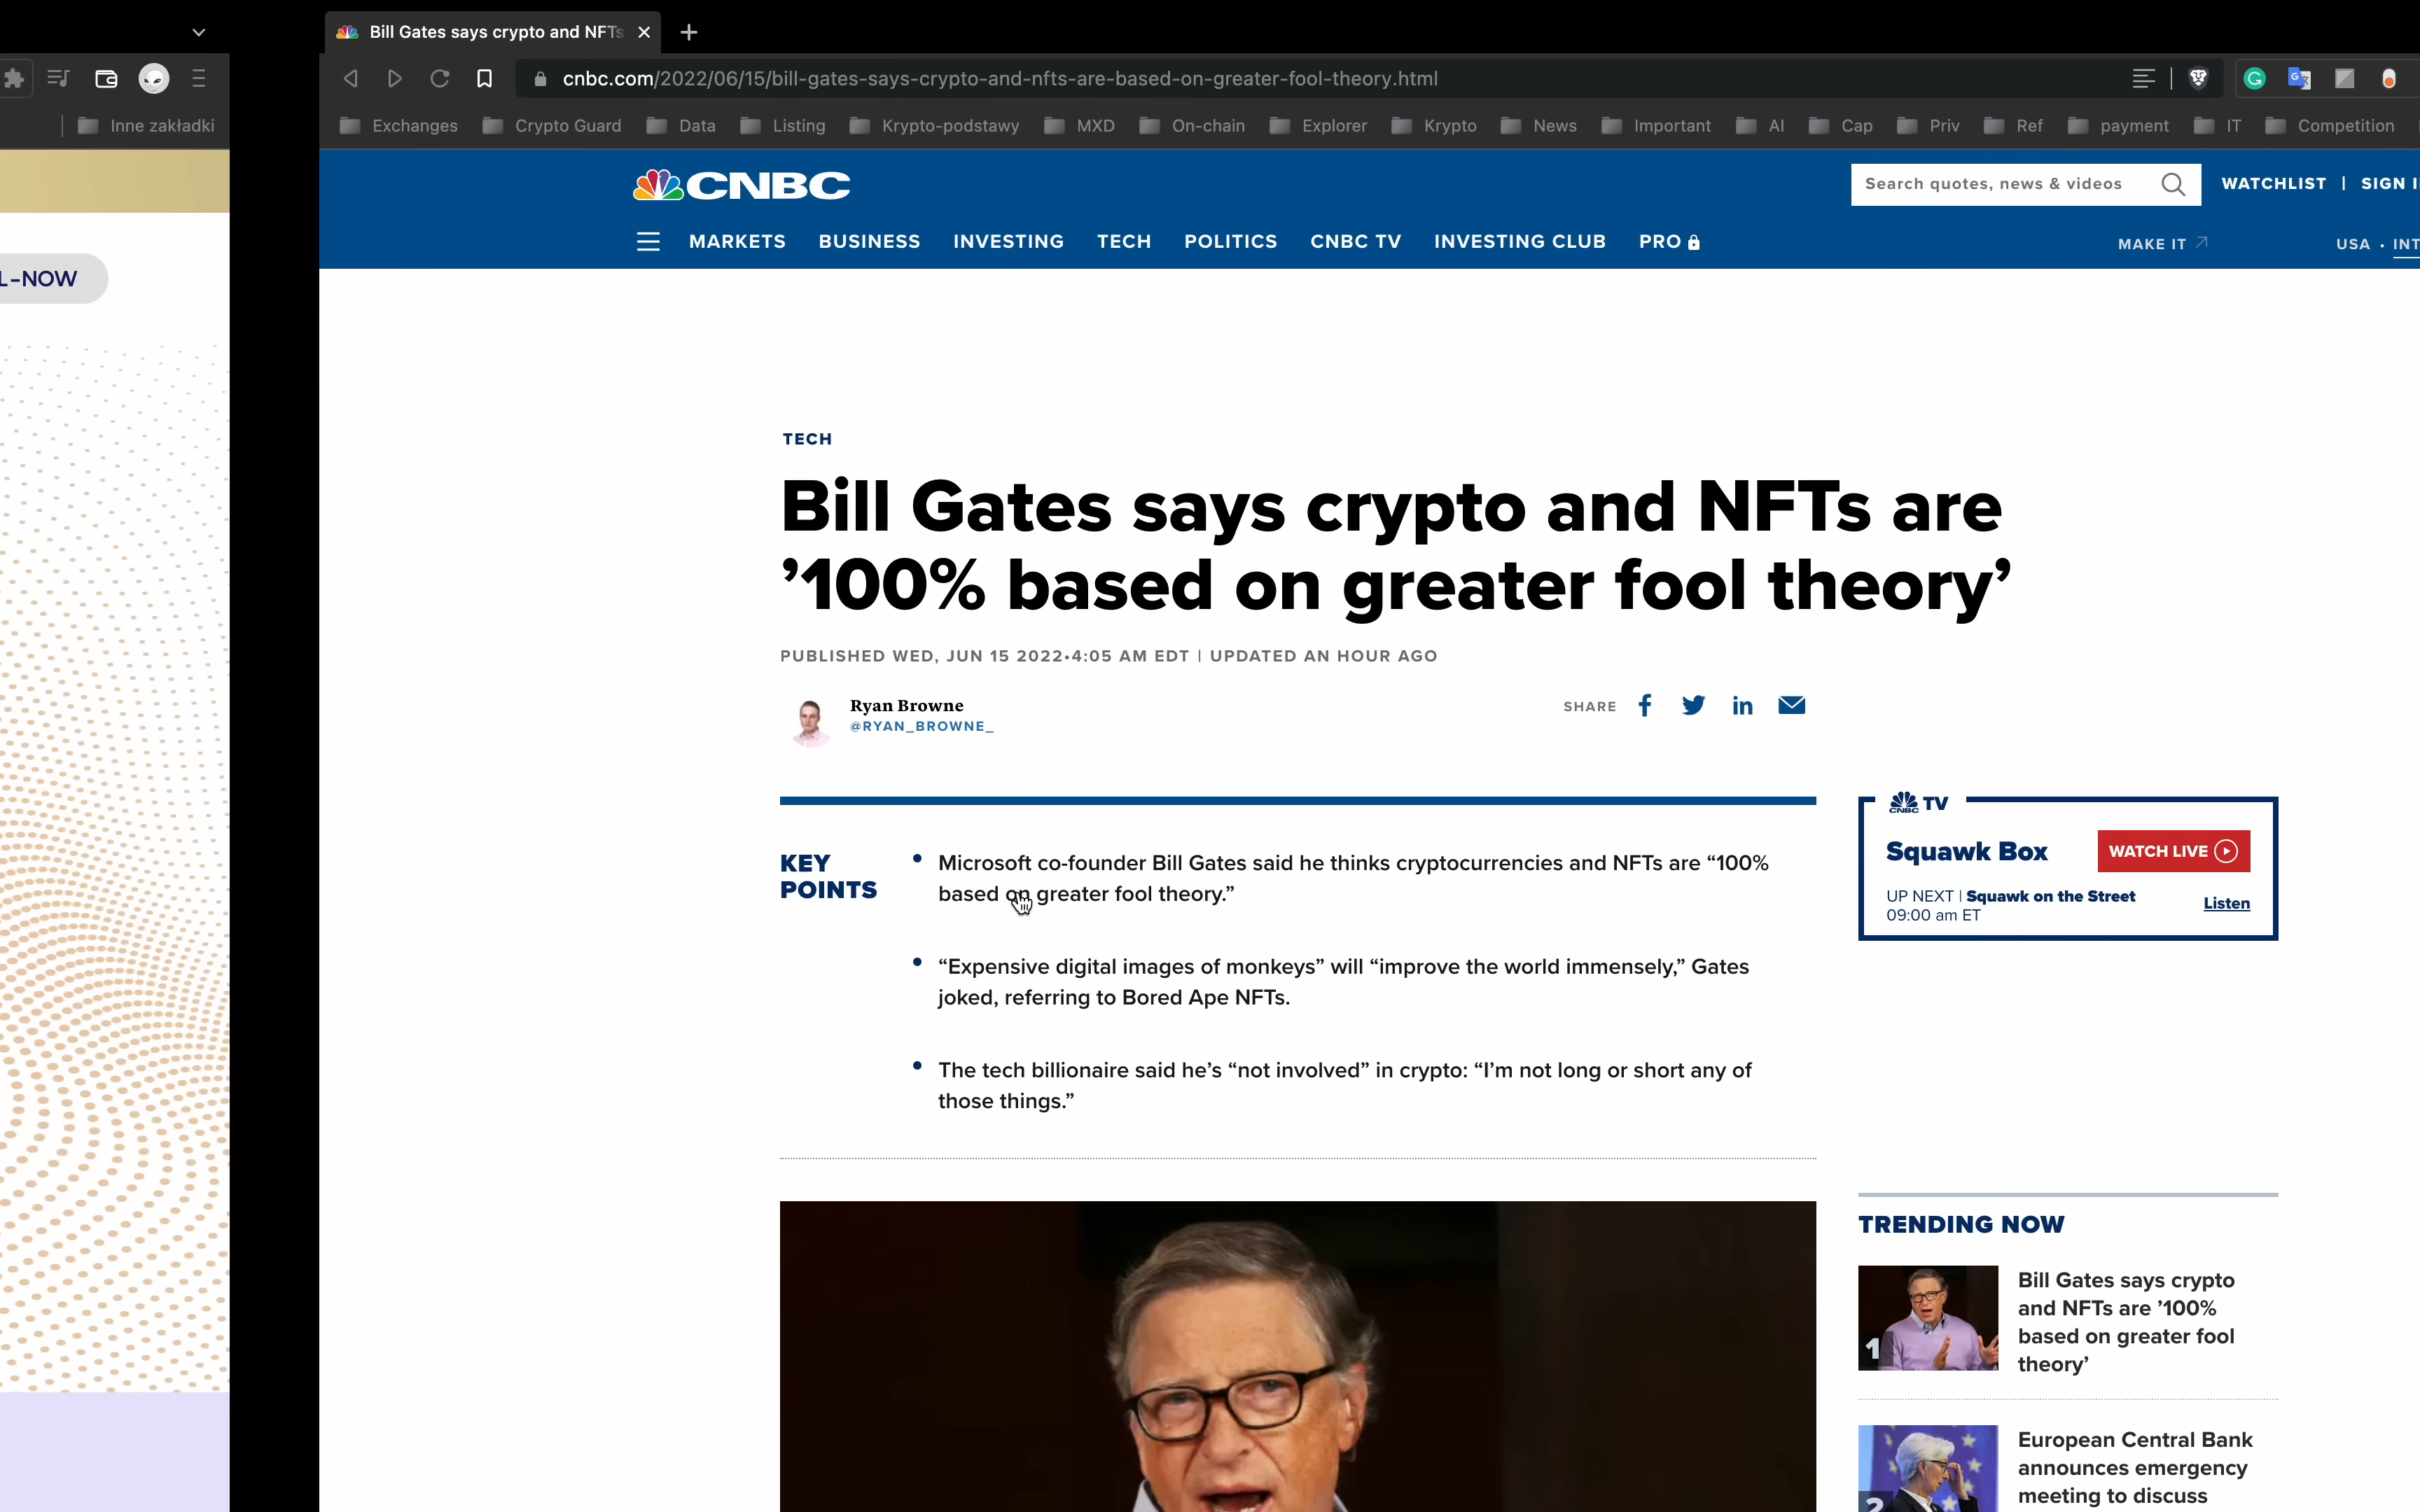 Inne zakładki
L-NOW
Bill Gates says crypto and NFTs
cnbc.com/2022/06/15/bill-gates-says-crypto-and-nfts-are-based-on-greater-fool-theory.html
Exchanges Crypto Guard Data Listing Krypto-podstawy MXD On-chain Explorer Krypto News Important AI Cap Priv Ref payment IT Competition
CNBC
Search quotes, news & videos
WATCHLIST | SIGN I
MARKETS BUSINESS INVESTING TECH POLITICS CNBC TV INVESTING CLUB PRO
MAKE IT USA • INT
TECH
Bill Gates says crypto and NFTs are
’100% based on greater fool theory’
PUBLISHED WED, JUN 15 2022•4:05 AM EDT | UPDATED AN HOUR AGO
Ryan Browne
@RYAN_BROWNE_
SHARE
KEY
POINTS
Microsoft co-founder Bill Gates said he thinks cryptocurrencies and NFTs are “100%
based on greater fool theory.”
“Expensive digital images of monkeys” will “improve the world immensely,” Gates
joked, referring to Bored Ape NFTs.
The tech billionaire said he’s “not involved” in crypto: “I’m not long or short any of
those things.”
CNBC TV
Squawk Box
WATCH LIVE
UP NEXT | Squawk on the Street
09:00 am ET
Listen
TRENDING NOW
1
Bill Gates says crypto
and NFTs are ’100%
based on greater fool
theory’
2
European Central Bank
announces emergency
meeting to discuss